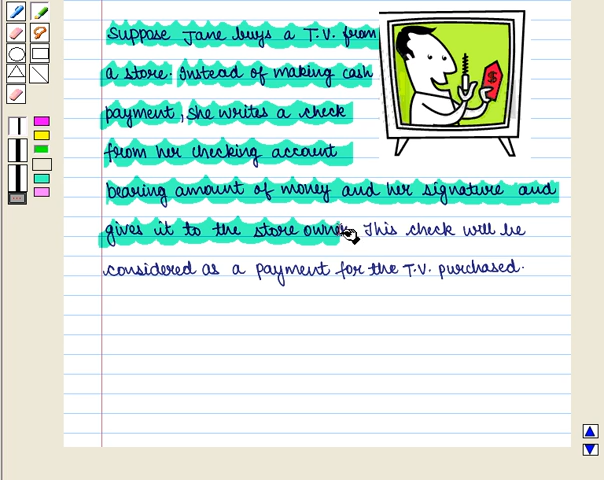 Suppose Jane buys a T.V. from
a store. Instead of making cash
payment, she writes a check
from her checking account
bearing amount of money and her signature and
gives it to the store owner. This check will be
considered as a payment for the T.V. purchased.
$